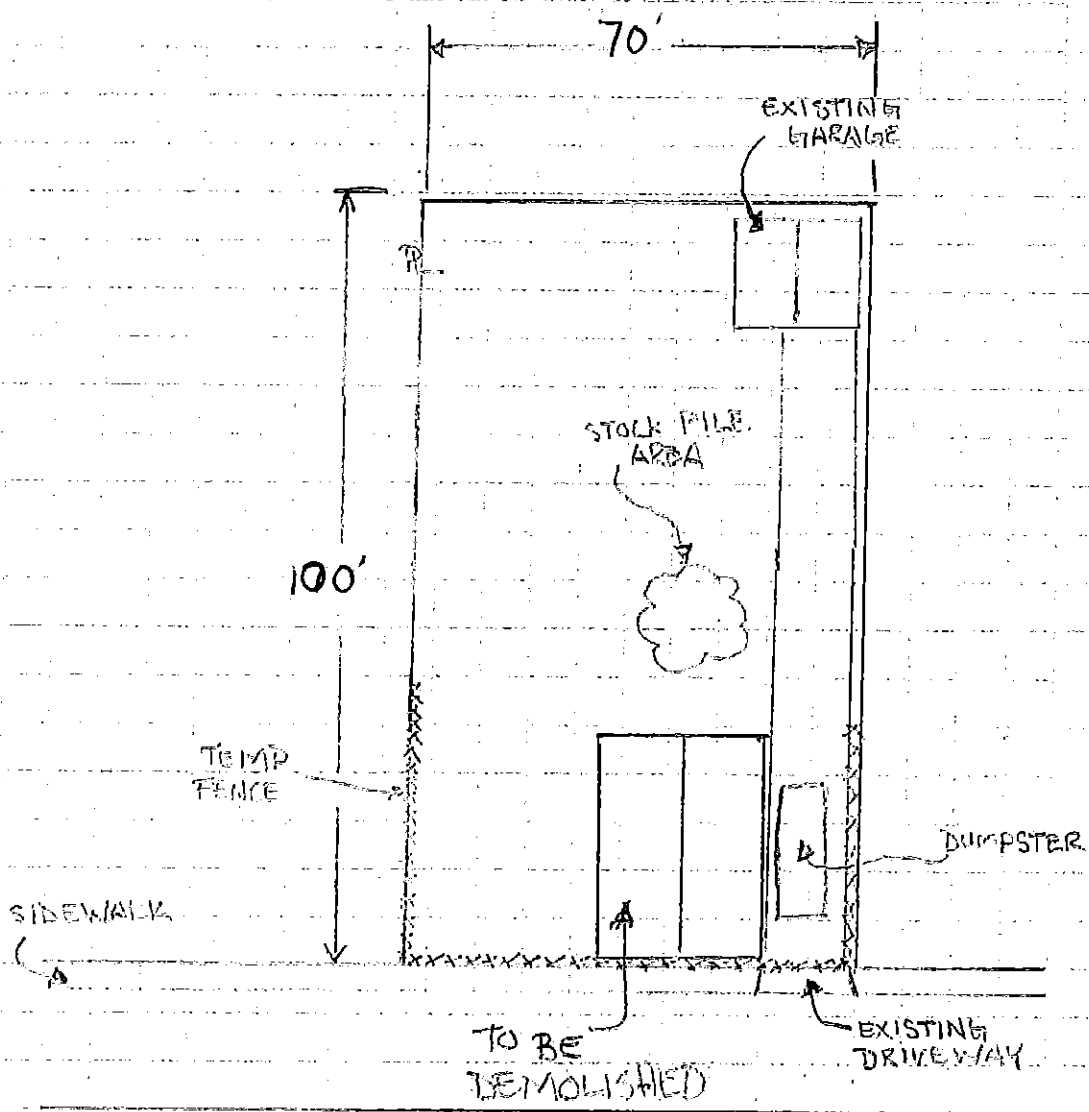 70'
EXISTING
GARAGE
STOCK PILE
AREA
100'
TEMP
FENCE
DUMPSTER
SIDEWALK
TO BE
DEMOLISHED
EXISTING
DRIVEWAY